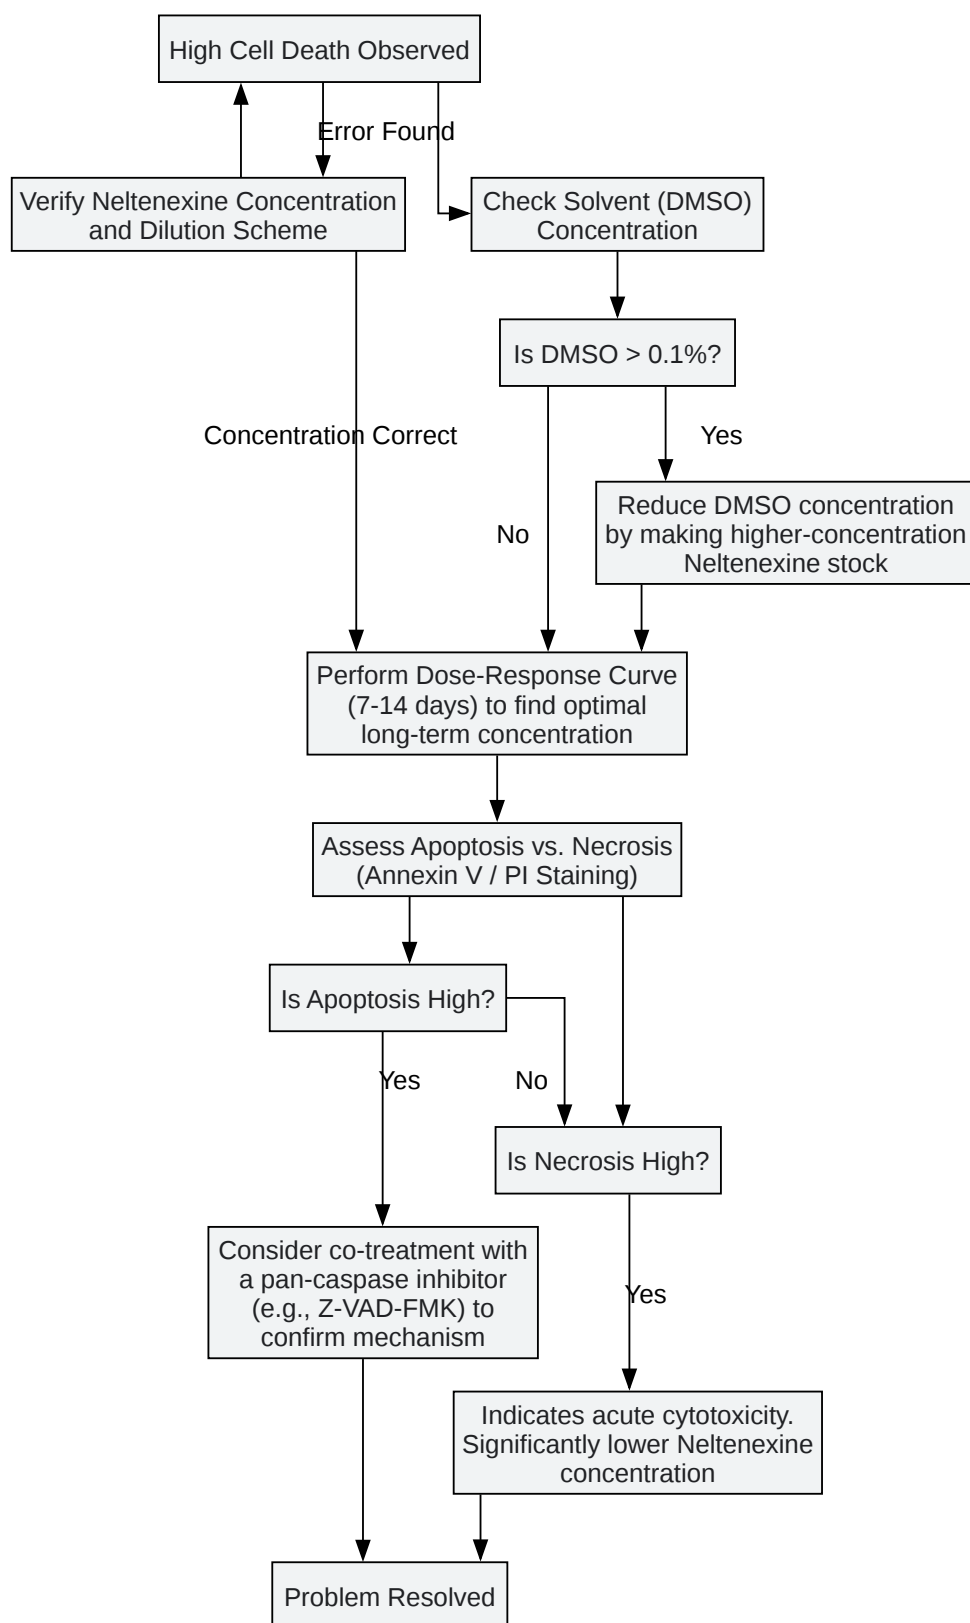 High Cell Death Observed
Error Found
Verify Neltenexine Concentration
and Dilution Scheme
Check Solvent (DMSO)
Concentration
Is DMSO > 0.1%?
Concentration Correct
Yes
No
Reduce DMSO concentration
by making higher-concentration
Neltenexine stock
Perform Dose-Response Curve
(7-14 days) to find optimal
long-term concentration
Assess Apoptosis vs. Necrosis
(Annexin V / PI Staining)
Is Apoptosis High?
Yes
No
Is Necrosis High?
Consider co-treatment with
a pan-caspase inhibitor
(e.g., Z-VAD-FMK) to
confirm mechanism
Yes
Indicates acute cytotoxicity.
Significantly lower Neltenexine
concentration
Problem Resolved